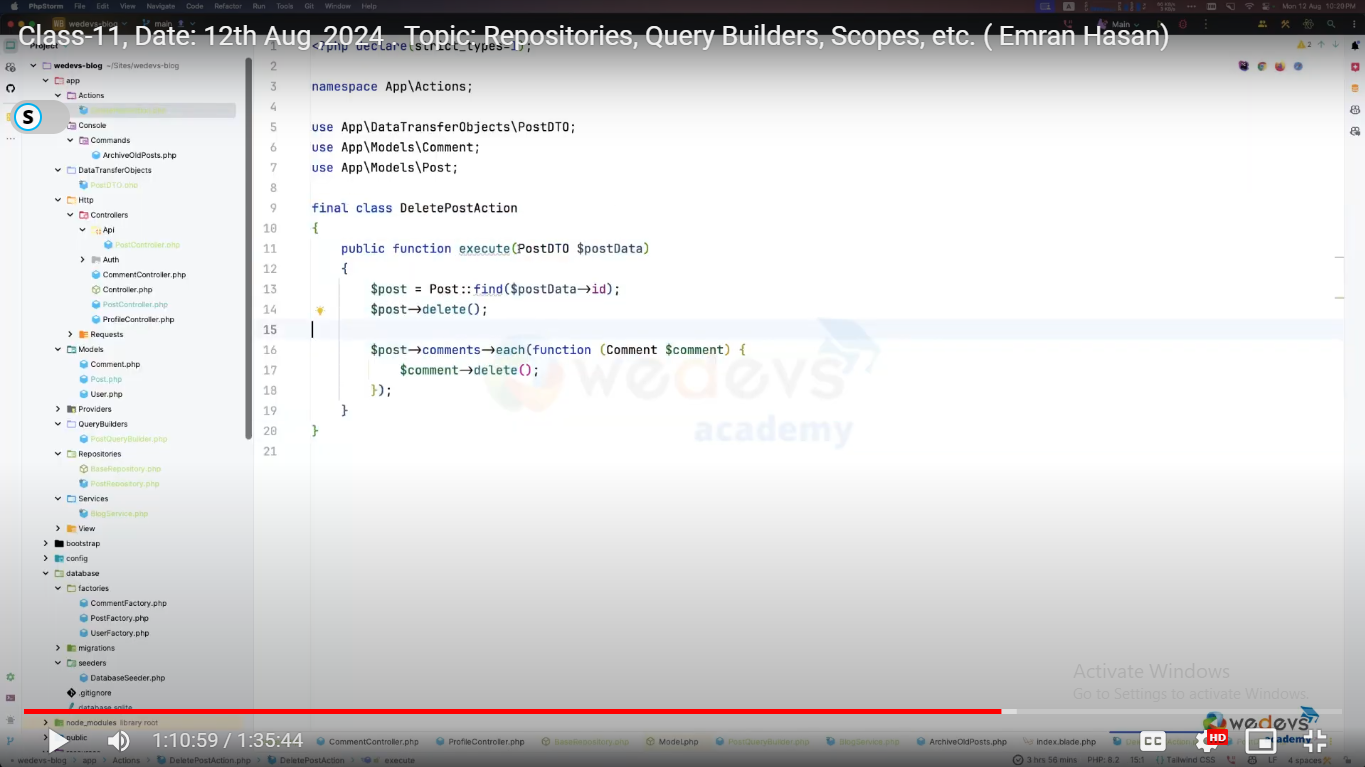 PhpStorm File Edit View Navigate Code Refactor Run Tools Git Window Help
Mon 12 Aug 10:20 PM
WB wedevs-blog main
Main
Class-11, Date: 12th Aug, 2024, Topic: Repositories, Query Builders, Scopes, etc. ( Emran Hasan)
Project
wedevs-blog ~/Sites/wedevs-blog
app
Actions
Console
Commands
ArchiveOldPosts.php
DataTransferObjects
PostDTO.php
Http
Controllers
Api
PostController.php
Auth
CommentController.php
Controller.php
PostController.php
ProfileController.php
Requests
Models
Comment.php
Post.php
User.php
Providers
QueryBuilders
PostQueryBuilder.php
Repositories
BaseRepository.php
PostRepository.php
Services
BlogService.php
View
bootstrap
config
database
factories
CommentFactory.php
PostFactory.php
UserFactory.php
migrations
seeders
DatabaseSeeder.php
.gitignore
database.sqlite
node_modules library root
public
S
1 <?php declare(strict_types=1);
2
3 namespace App\Actions;
4
5 use App\DataTransferObjects\PostDTO;
6 use App\Models\Comment;
7 use App\Models\Post;
8
9 final class DeletePostAction
10 {
11 public function execute(PostDTO $postData)
12 {
13 $post = Post::find($postData->id);
14 $post->delete();
15
16 $post->comments->each(function (Comment $comment) {
17 $comment->delete();
18 });
19 }
20 }
21
2
wedevs
academy
Activate Windows
Go to Settings to activate Windows.
wedevs
academy
1:10:59 / 1:35:44
CC
HD
CommentController.php ProfileController.php BaseRepository.php Model.php PostQueryBuilder.php BlogService.php ArchiveOldPosts.php index.blade.php
wedevs-blog app Actions DeletePostAction.php DeletePostAction execute
3 hrs 56 mins PHP: 8.2 15:1 Tailwind CSS LF 4 spaces